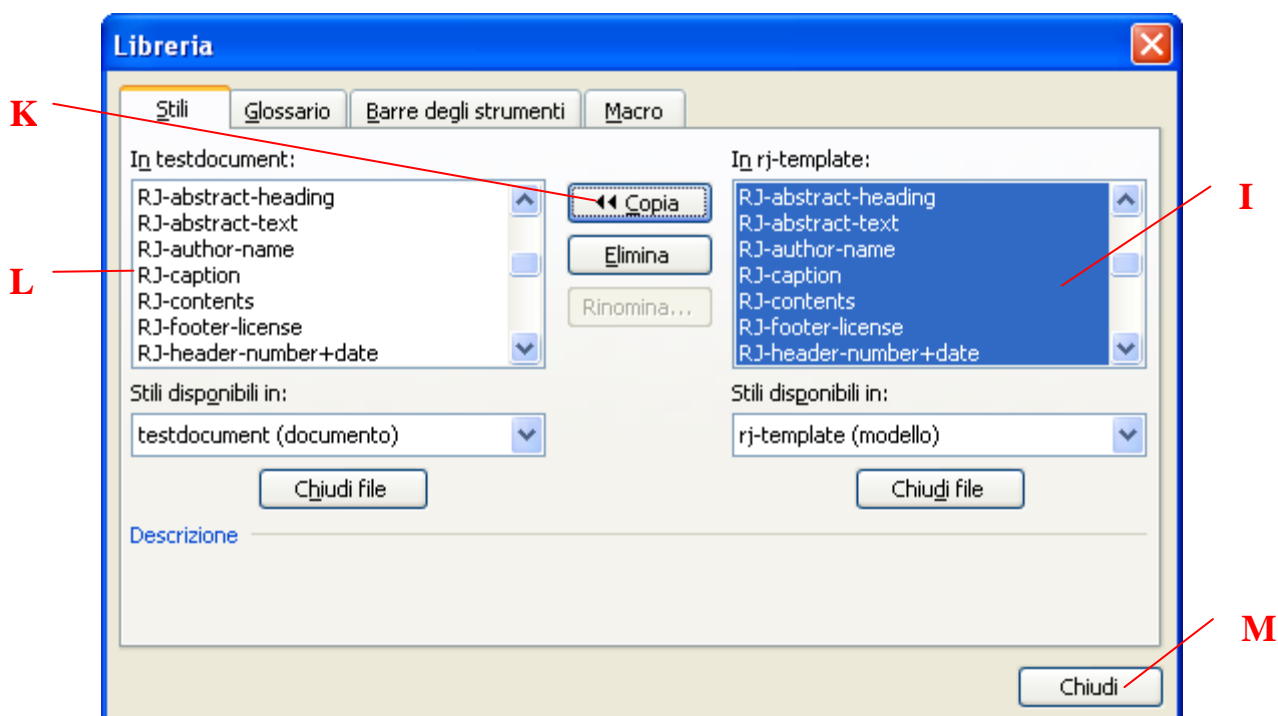 Libreria
Stili Glossario Barre degli strumenti Macro
K
In testdocument:
RJ-abstract-heading
RJ-abstract-text
RJ-author-name
RJ-caption
RJ-contents
RJ-footer-license
RJ-header-number+date
L
Stili disponibili in:
testdocument (documento)
Chiudi file
Copia
Elimina
Rinomina...
In rj-template:
RJ-abstract-heading
RJ-abstract-text
RJ-author-name
RJ-caption
RJ-contents
RJ-footer-license
RJ-header-number+date
I
Stili disponibili in:
rj-template (modello)
Chiudi file
Descrizione
M
Chiudi